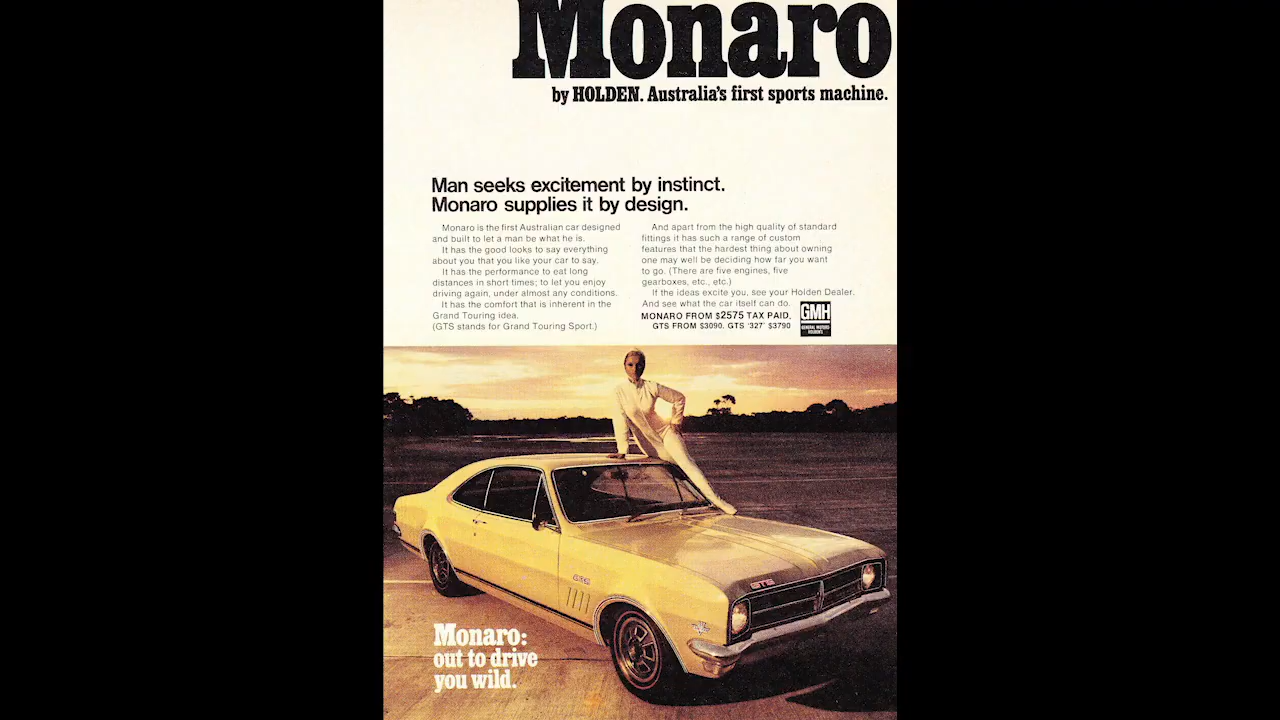 Monaro
by HOLDEN. Australia's first sports machine.
Man seeks excitement by instinct.
Monaro supplies it by design.
Monaro is the first Australian car designed
and built to let a man be what he is.
It has the good looks to say everything
about you that you like your car to say.
It has the performance to eat long
distances in short times; to let you enjoy
driving again, under almost any conditions.
It has the comfort that is inherent in the
Grand Touring idea.
(GTS stands for Grand Touring Sport.)
And apart from the high quality of standard
fittings it has such a range of custom
features that the hardest thing about owning
one may well be deciding how far you want
to go. (There are five engines, five
gearboxes, etc., etc.)
If the ideas excite you, see your Holden Dealer.
And see what the car itself can do.
MONARO FROM $2575 TAX PAID.
GTS FROM $3090. GTS '327' $3790
GMH
GENERAL MOTORS
HOLDEN'S
GTS
GTS
Monaro:
out to drive
you wild.